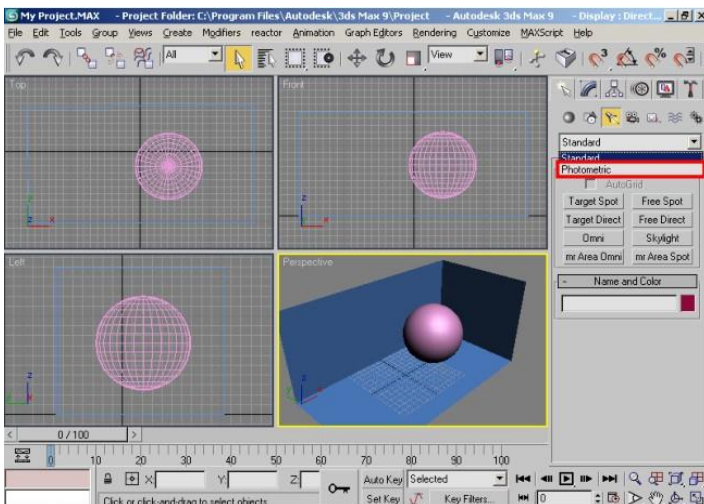 My Project.MAX - Project Folder: C:\Program Files\Autodesk\3ds Max 9\Project - Autodesk 3ds Max 9 - Display : Direct...
File Edit Tools Group Views Create Modifiers reactor Animation Graph Editors Rendering Customize MAXScript Help
All View 3
Top Front
Standard
Standard
Photometric
AutoGrid
Target Spot Free Spot
Target Direct Free Direct
Omni Skylight
mr Area Omni mr Area Spot
z x
Left Perspective
- Name and Color
z
z
< 0 / 100 >
0 10 20 30 40 50 60 70 80 90 100
X: Y: Z: Auto Key Selected
Click or click-and-drag to select objects Set Key Key Filters... 0